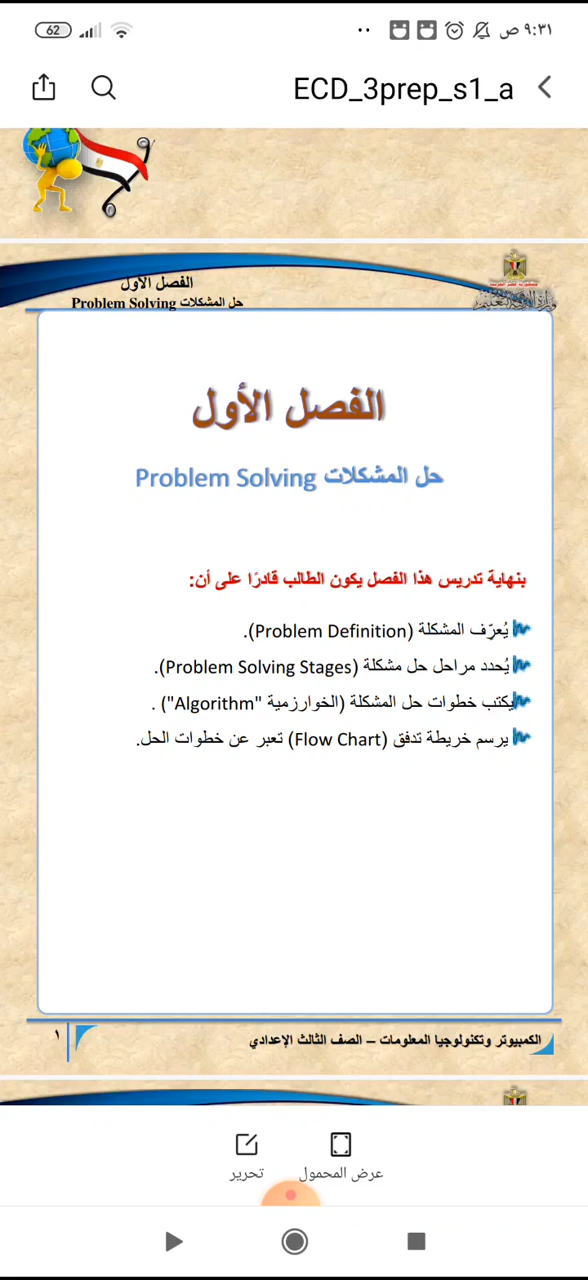 ٩:٣١ ص
62
ECD_3prep_s1_a
الفصل الأول
حل المشكلات Problem Solving
الفصل الأول
حل المشكلات Problem Solving
بنهاية تدريس هذا الفصل يكون الطالب قادرًا على أن:
يُعرِّف المشكلة (Problem Definition).
يُحدد مراحل حل مشكلة (Problem Solving Stages).
يكتب خطوات حل المشكلة (الخوارزمية "Algorithm") .
يرسم خريطة تدفق (Flow Chart) تعبر عن خطوات الحل.
الكمبيوتر وتكنولوجيا المعلومات – الصف الثالث الإعدادي
١
عرض المحمول
تحرير